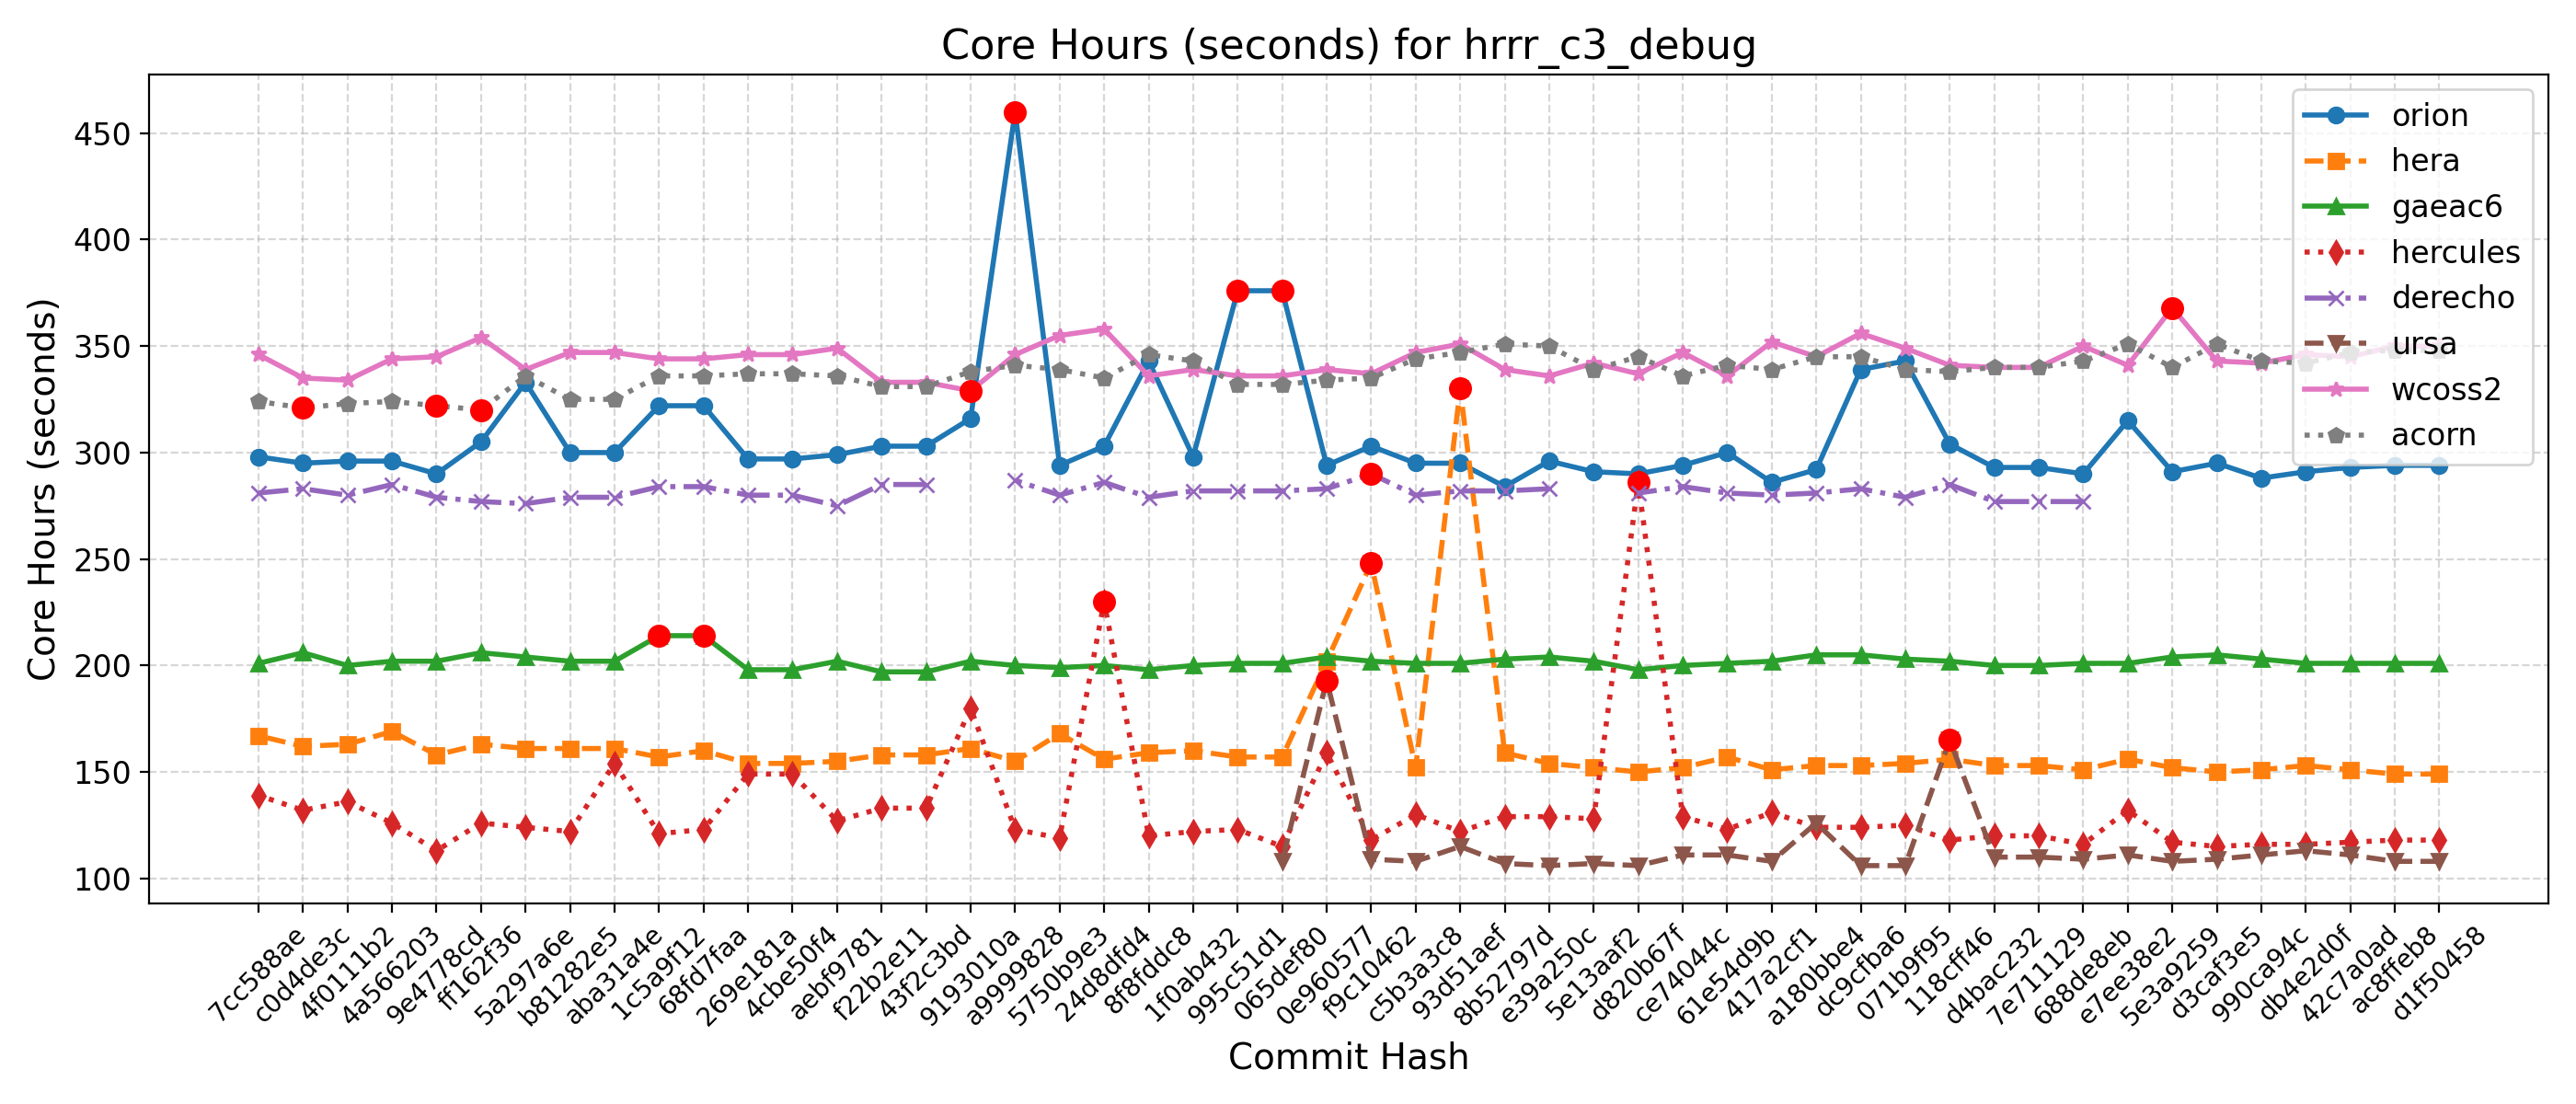 Core Hours (seconds) for hrrr_c3_debug
Core Hours (seconds)
450
400
350
300
250
200
150
100
orion
hera
gaeac6
hercules
derecho
ursa
wcoss2
acorn
7cc588ae
c0d4de3c
4f0111b2
4a566203
9e4778cd
ff162f36
5a297a6e
b81282e5
aba31a4e
1c5a9f12
68fd7faa
269e181a
4cbe50f4
aebf9781
f22b2e11
43f2c3bd
9193010a
a9999828
5750b9e3
24d8dfd4
8f8fddc8
1f0ab432
995c51d1
065def80
0e960577
f9c10462
c5b3a3c8
93d51aef
8b52797d
e39a250c
5e13aaf2
d820b67f
ce74044c
61e54d9b
417a2cf1
a180bbe4
dc9cfba6
071b9f95
118cff46
d4bac232
7e711129
688de8eb
e7ee38e2
5e3a9259
d3caf3e5
990ca94c
db4e2d0f
42c7a0ad
ac8ffeb8
d1f50458
Commit Hash